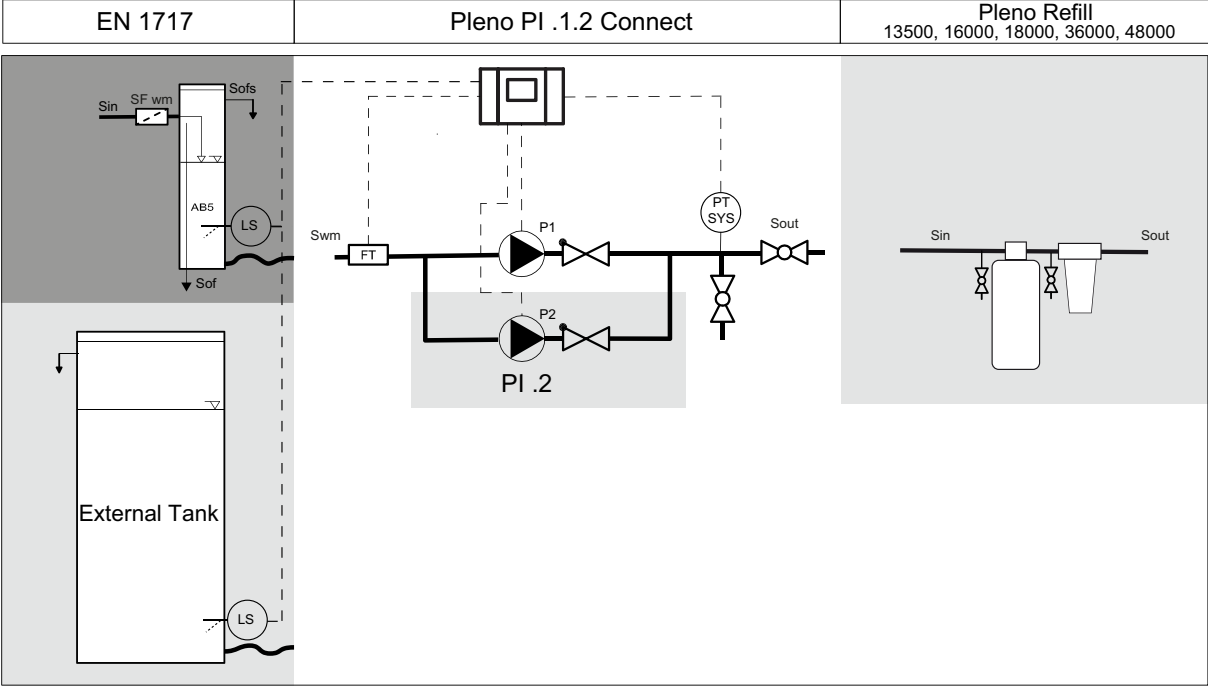 EN 1717
Pleno PI .1.2 Connect
Pleno Refill
13500, 16000, 18000, 36000, 48000
Sin
SF wm
Sofs
AB5
LS
Sof
External Tank
LS
Swm
FT
P1
P2
PI .2
PT
SYS
Sout
Sin
Sout